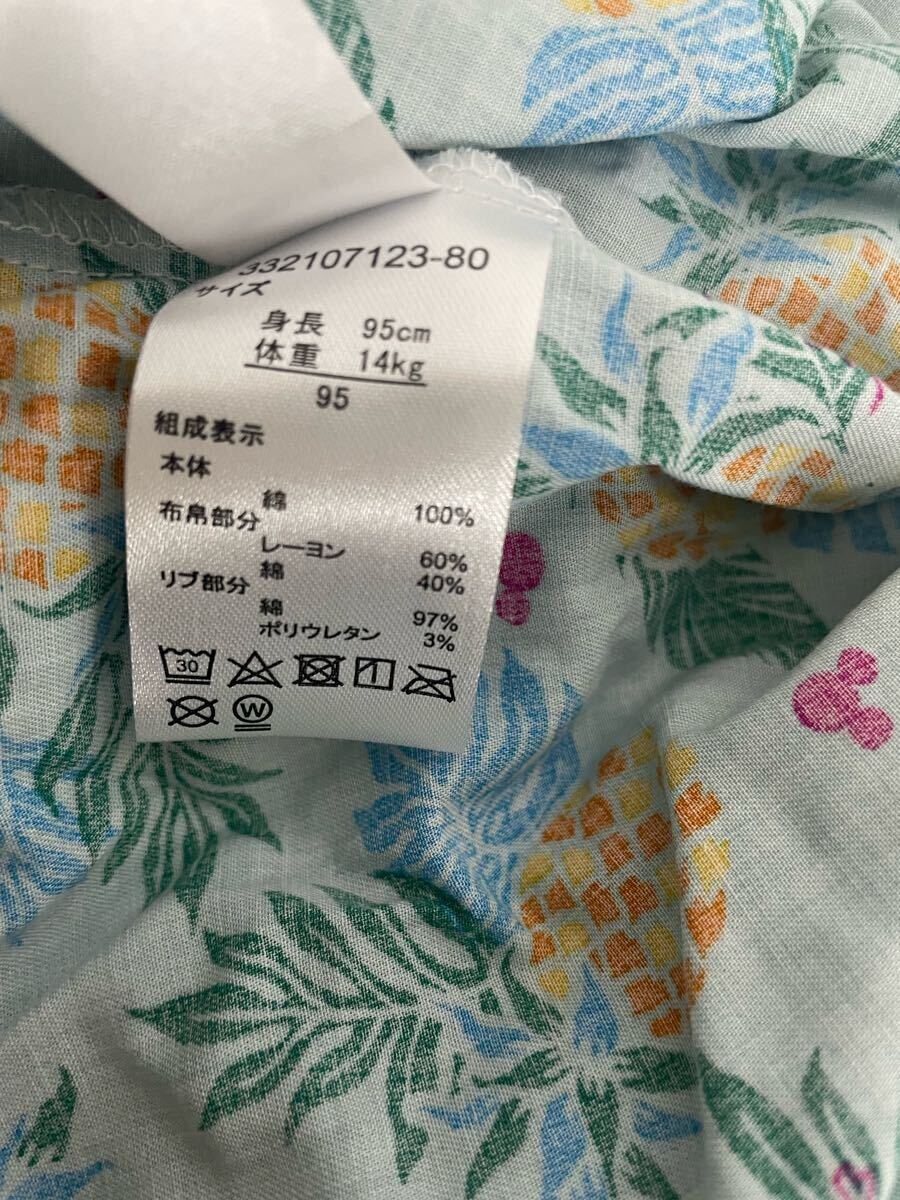 332107123-80
サイズ
身長 95cm
体重 14kg
95
組成表示
本体
綿 100%
布帛部分
レーヨン 60%
綿 40%
リブ部分
綿 97%
ポリウレタン 3%
30
W